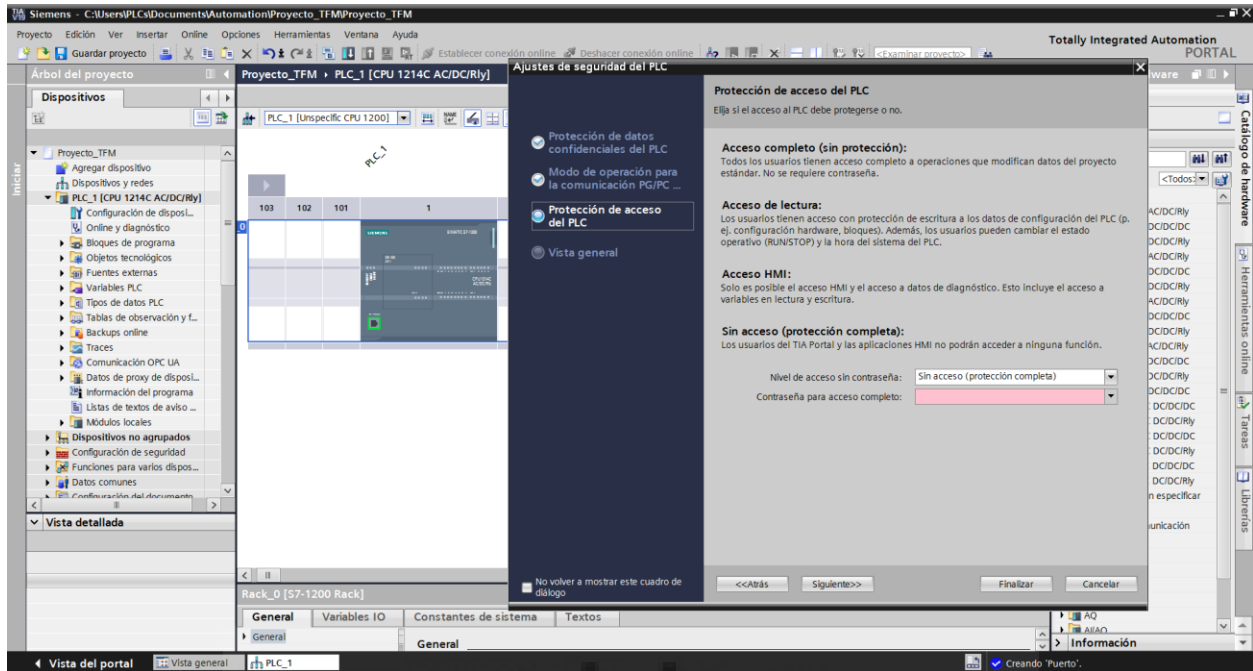 Siemens - C:\Users\PLCs\Documents\Automation\Proyecto_TFM\Proyecto_TFM
Proyecto Edición Ver Insertar Online Opciones Herramientas Ventana Ayuda
Totally Integrated Automation
PORTAL
Guardar proyecto
Establecer conexión online
Deshacer conexión online
<Examinar proyecto>
Árbol del proyecto
Proyecto_TFM ▸ PLC_1 [CPU 1214C AC/DC/Rly]
Dispositivos
PLC_1 [Unspecific CPU 1200]
Iniciar
Proyecto_TFM
Agregar dispositivo
Dispositivos y redes
PLC_1 [CPU 1214C AC/DC/Rly]
Configuración de disposi...
Online y diagnóstico
Bloques de programa
Objetos tecnológicos
Fuentes externas
Variables PLC
Tipos de datos PLC
Tablas de observación y f...
Backups online
Traces
Comunicación OPC UA
Datos de proxy de disposi...
Información del programa
Listas de textos de aviso ...
Módulos locales
Dispositivos no agrupados
Configuración de seguridad
Funciones para varios dispos...
Datos comunes
Configuración del documento
Vista detallada
PLC_1
103 102 101 1
SIEMENS SIMATIC S7-1200
CPU 1214C
AC/DC/Rly
Rack_0 [S7-1200 Rack]
General Variables IO Constantes de sistema Textos
General
General
Ajustes de seguridad del PLC
Protección de datos
confidenciales del PLC
Modo de operación para
la comunicación PG/PC ...
Protección de acceso
del PLC
Vista general
No volver a mostrar este cuadro de
diálogo
Protección de acceso del PLC
Elija si el acceso al PLC debe protegerse o no.
Acceso completo (sin protección):
Todos los usuarios tienen acceso completo a operaciones que modifican datos del proyecto
estándar. No se requiere contraseña.
Acceso de lectura:
Los usuarios tienen acceso con protección de escritura a los datos de configuración del PLC (p.
ej. configuración hardware, bloques). Además, los usuarios pueden cambiar el estado
operativo (RUN/STOP) y la hora del sistema del PLC.
Acceso HMI:
Solo es posible el acceso HMI y el acceso a datos de diagnóstico. Esto incluye el acceso a
variables en lectura y escritura.
Sin acceso (protección completa):
Los usuarios del TIA Portal y las aplicaciones HMI no podrán acceder a ninguna función.
Nivel de acceso sin contraseña: Sin acceso (protección completa)
Contraseña para acceso completo:
<<Atrás Siguiente>> Finalizar Cancelar
ware
<Todos>
AC/DC/Rly
DC/DC/DC
DC/DC/Rly
AC/DC/Rly
DC/DC/DC
DC/DC/Rly
AC/DC/Rly
DC/DC/DC
DC/DC/Rly
AC/DC/Rly
DC/DC/DC
DC/DC/Rly
DC/DC/DC
DC/DC/DC
DC/DC/Rly
DC/DC/DC
DC/DC/Rly
DC/DC/DC
DC/DC/Rly
n especificar
unicación
AQ
AI/AQ
Información
Catálogo de hardware
Herramientas online
Tareas
Librerías
Vista del portal
Vista general
PLC_1
Creando 'Puerto'.